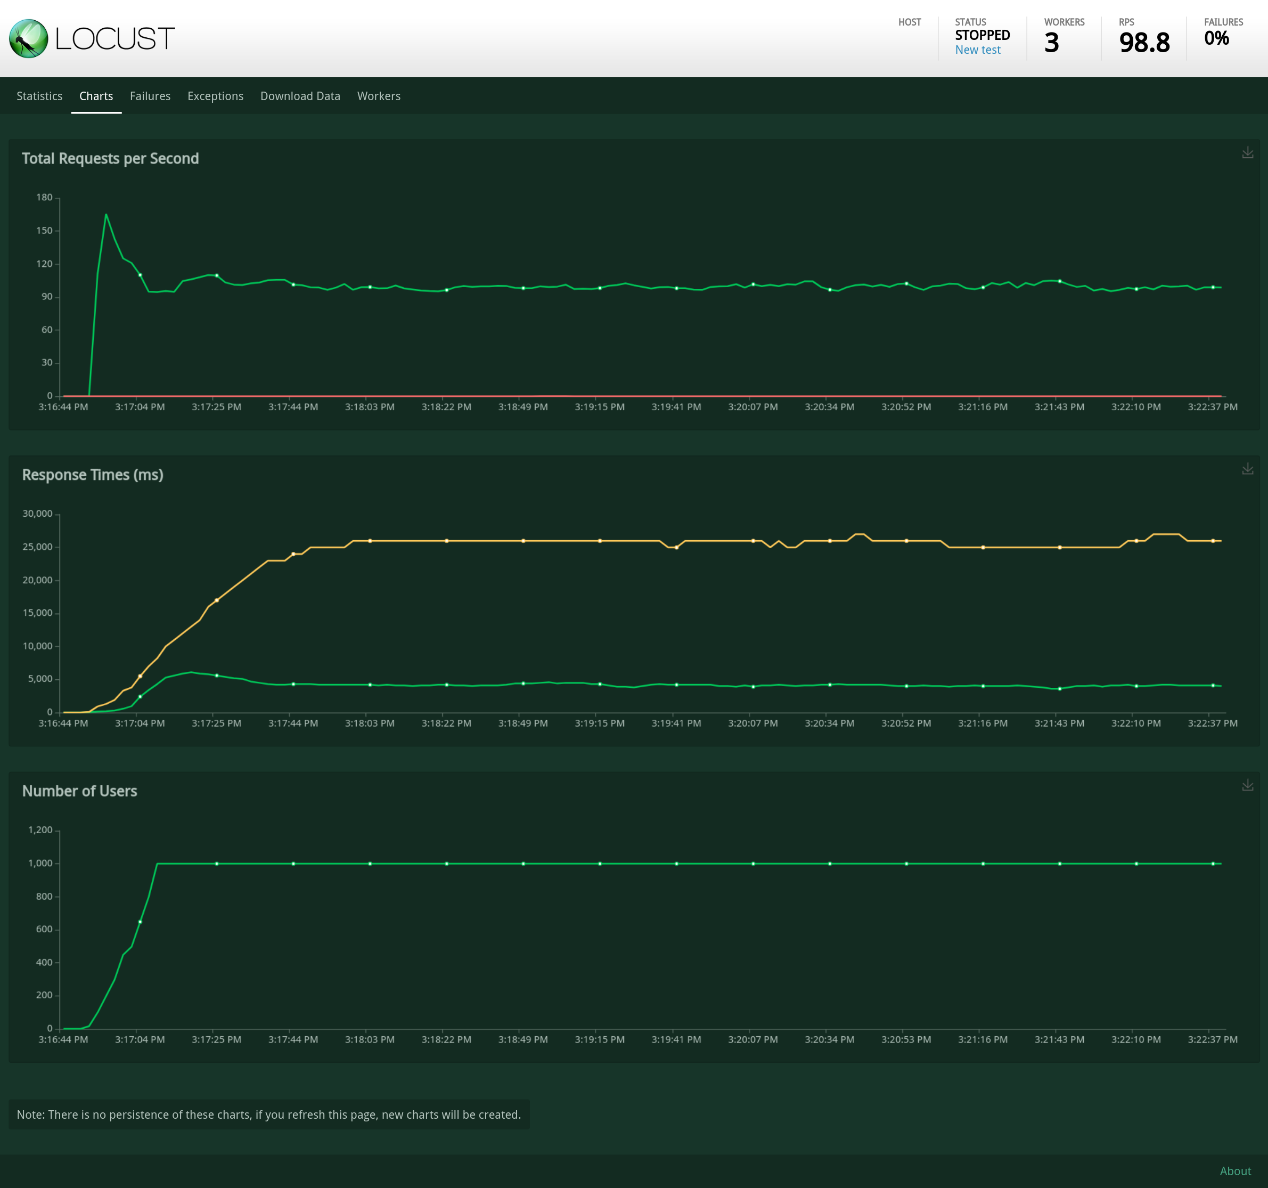 LOCUST
HOST
STATUS
STOPPED
New test
WORKERS
3
RPS
98.8
FAILURES
0%
Statistics Charts Failures Exceptions Download Data Workers
Total Requests per Second
180
150
120
90
60
30
0
3:16:44 PM 3:17:04 PM 3:17:25 PM 3:17:44 PM 3:18:03 PM 3:18:22 PM 3:18:49 PM 3:19:15 PM 3:19:41 PM 3:20:07 PM 3:20:34 PM 3:20:52 PM 3:21:16 PM 3:21:43 PM 3:22:10 PM 3:22:37 PM
Response Times (ms)
30,000
25,000
20,000
15,000
10,000
5,000
0
3:16:44 PM 3:17:04 PM 3:17:25 PM 3:17:44 PM 3:18:03 PM 3:18:22 PM 3:18:49 PM 3:19:15 PM 3:19:41 PM 3:20:07 PM 3:20:34 PM 3:20:52 PM 3:21:16 PM 3:21:43 PM 3:22:10 PM 3:22:37 PM
Number of Users
1,200
1,000
800
600
400
200
0
3:16:44 PM 3:17:04 PM 3:17:25 PM 3:17:44 PM 3:18:03 PM 3:18:22 PM 3:18:49 PM 3:19:15 PM 3:19:41 PM 3:20:07 PM 3:20:34 PM 3:20:53 PM 3:21:16 PM 3:21:43 PM 3:22:10 PM 3:22:37 PM
Note: There is no persistence of these charts, if you refresh this page, new charts will be created.
About